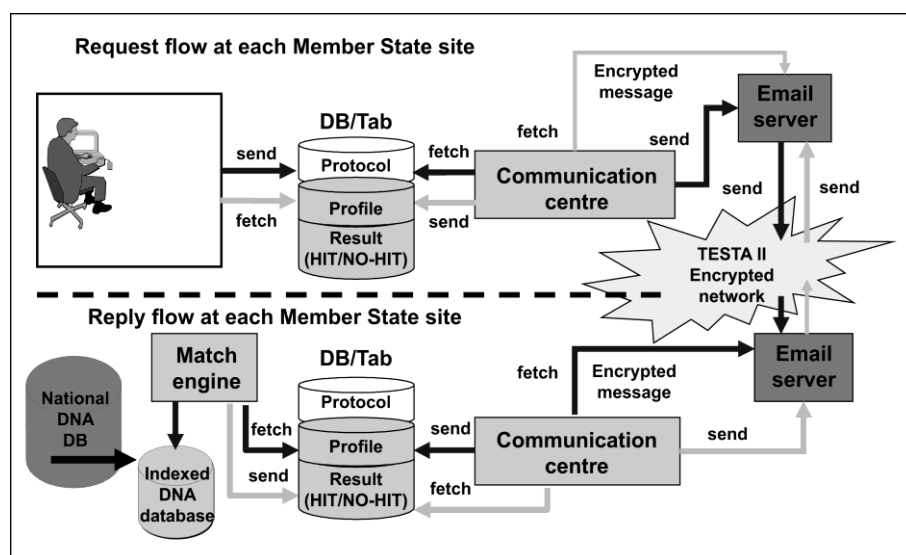 Request flow at each Member State site
Encrypted
message
Email
server
DB/Tab
fetch
send
Protocol
fetch
send
Communication
centre
fetch
Profile
send
Result
(HIT/NO-HIT)
send
send
TESTA II
Encrypted
network
Reply flow at each Member State site
Match
engine
DB/Tab
fetch
Encrypted
message
Email
server
National
DNA
DB
Protocol
fetch
Profile
send
Communication
centre
send
Indexed
DNA
database
send
Result
(HIT/NO-HIT)
fetch